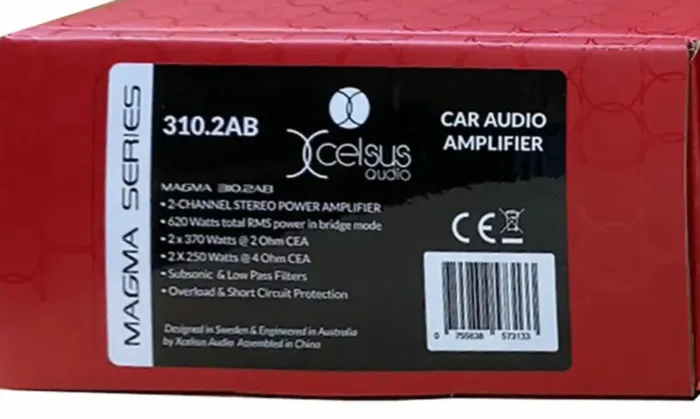 MAGMA SERIES
310.2AB
Xcelsus
audio
CAR AUDIO
AMPLIFIER
MAGMA 310.2AB
• 2-CHANNEL STEREO POWER AMPLIFIER
• 620 Watts total RMS power in bridge mode
• 2 x 370 Watts @ 2 Ohm CEA
• 2 X 250 Watts @ 4 Ohm CEA
• Subsonic & Low Pass Filters
• Overload & Short Circuit Protection
Designed in Sweden & Engineered in Australia
by Xcelsus Audio Assembled in China
CE
0 755838 573133